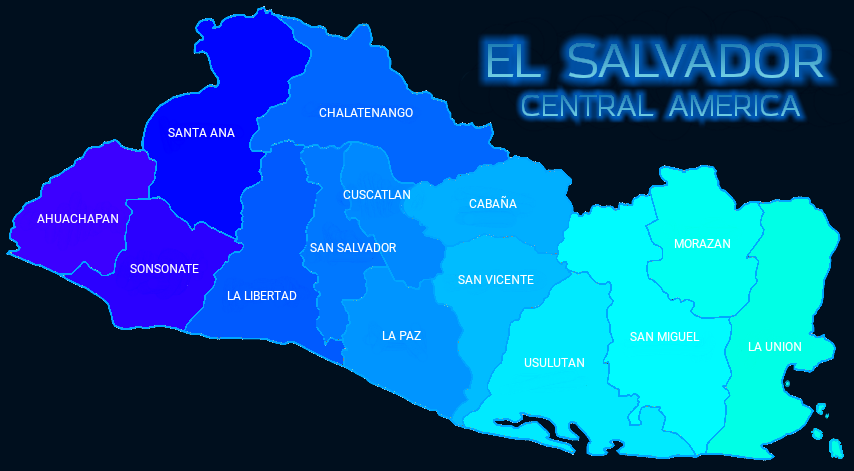 EL SALVADOR
CENTRAL AMERICA
CHALATENANGO
SANTA ANA
CUSCATLAN
CABAÑA
AHUACHAPAN
SAN SALVADOR
MORAZAN
SONSONATE
SAN VICENTE
LA LIBERTAD
LA PAZ
SAN MIGUEL
LA UNION
USULUTAN